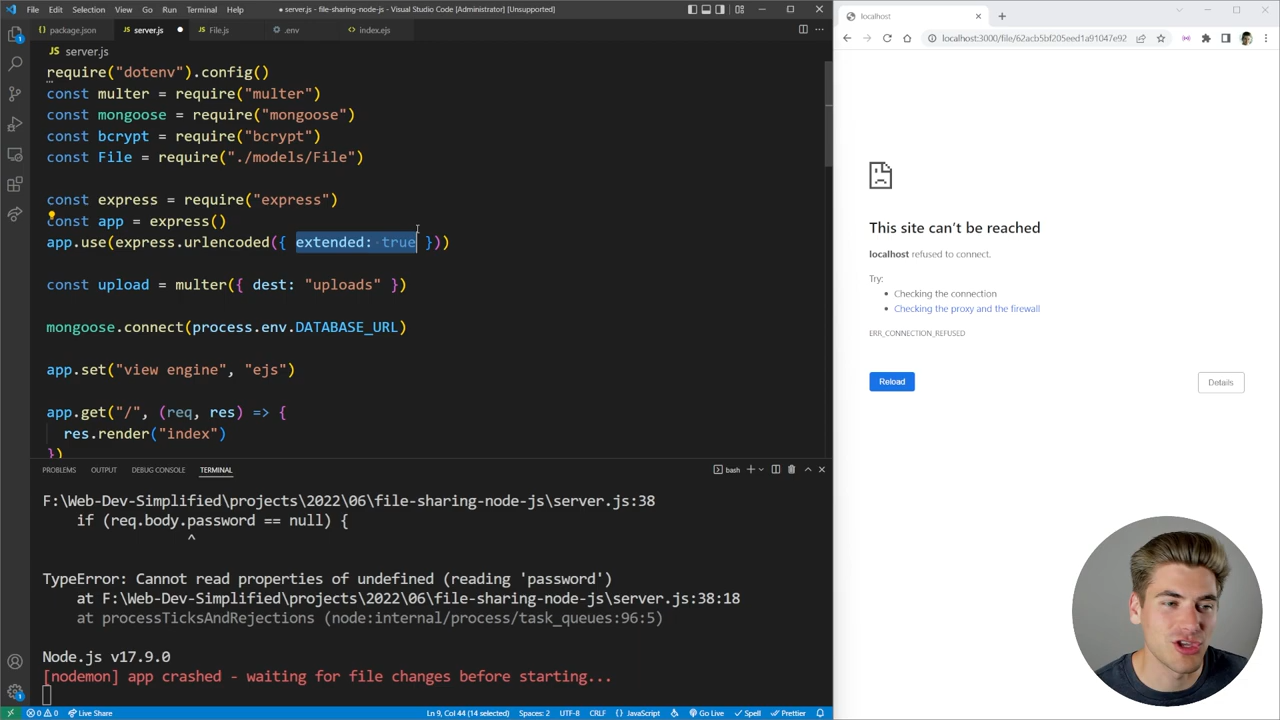 File Edit Selection View Go Run Terminal Help
server.js - file-sharing-node-js - Visual Studio Code [Administrator] [Unsupported]
package.json server.js File.js .env index.ejs
server.js
require("dotenv").config()
const multer = require("multer")
const mongoose = require("mongoose")
const bcrypt = require("bcrypt")
const File = require("./models/File")
const express = require("express")
const app = express()
app.use(express.urlencoded({ extended: true }))
const upload = multer({ dest: "uploads" })
mongoose.connect(process.env.DATABASE_URL)
app.set("view engine", "ejs")
app.get("/", (req, res) => {
res.render("index")
})
PROBLEMS OUTPUT DEBUG CONSOLE TERMINAL
bash
F:\Web-Dev-Simplified\projects\2022\06\file-sharing-node-js\server.js:38
if (req.body.password == null) {
^
TypeError: Cannot read properties of undefined (reading 'password')
at F:\Web-Dev-Simplified\projects\2022\06\file-sharing-node-js\server.js:38:18
at processTicksAndRejections (node:internal/process/task_queues:96:5)
Node.js v17.9.0
[nodemon] app crashed - waiting for file changes before starting...
0 0 Live Share
Ln 9, Col 44 (14 selected) Spaces: 2 UTF-8 CRLF JavaScript Go Live Spell Prettier
localhost
localhost:3000/file/62acb5bf205eed1a91047e92
This site can't be reached
localhost refused to connect.
Try:
Checking the connection
Checking the proxy and the firewall
ERR_CONNECTION_REFUSED
Reload
Details